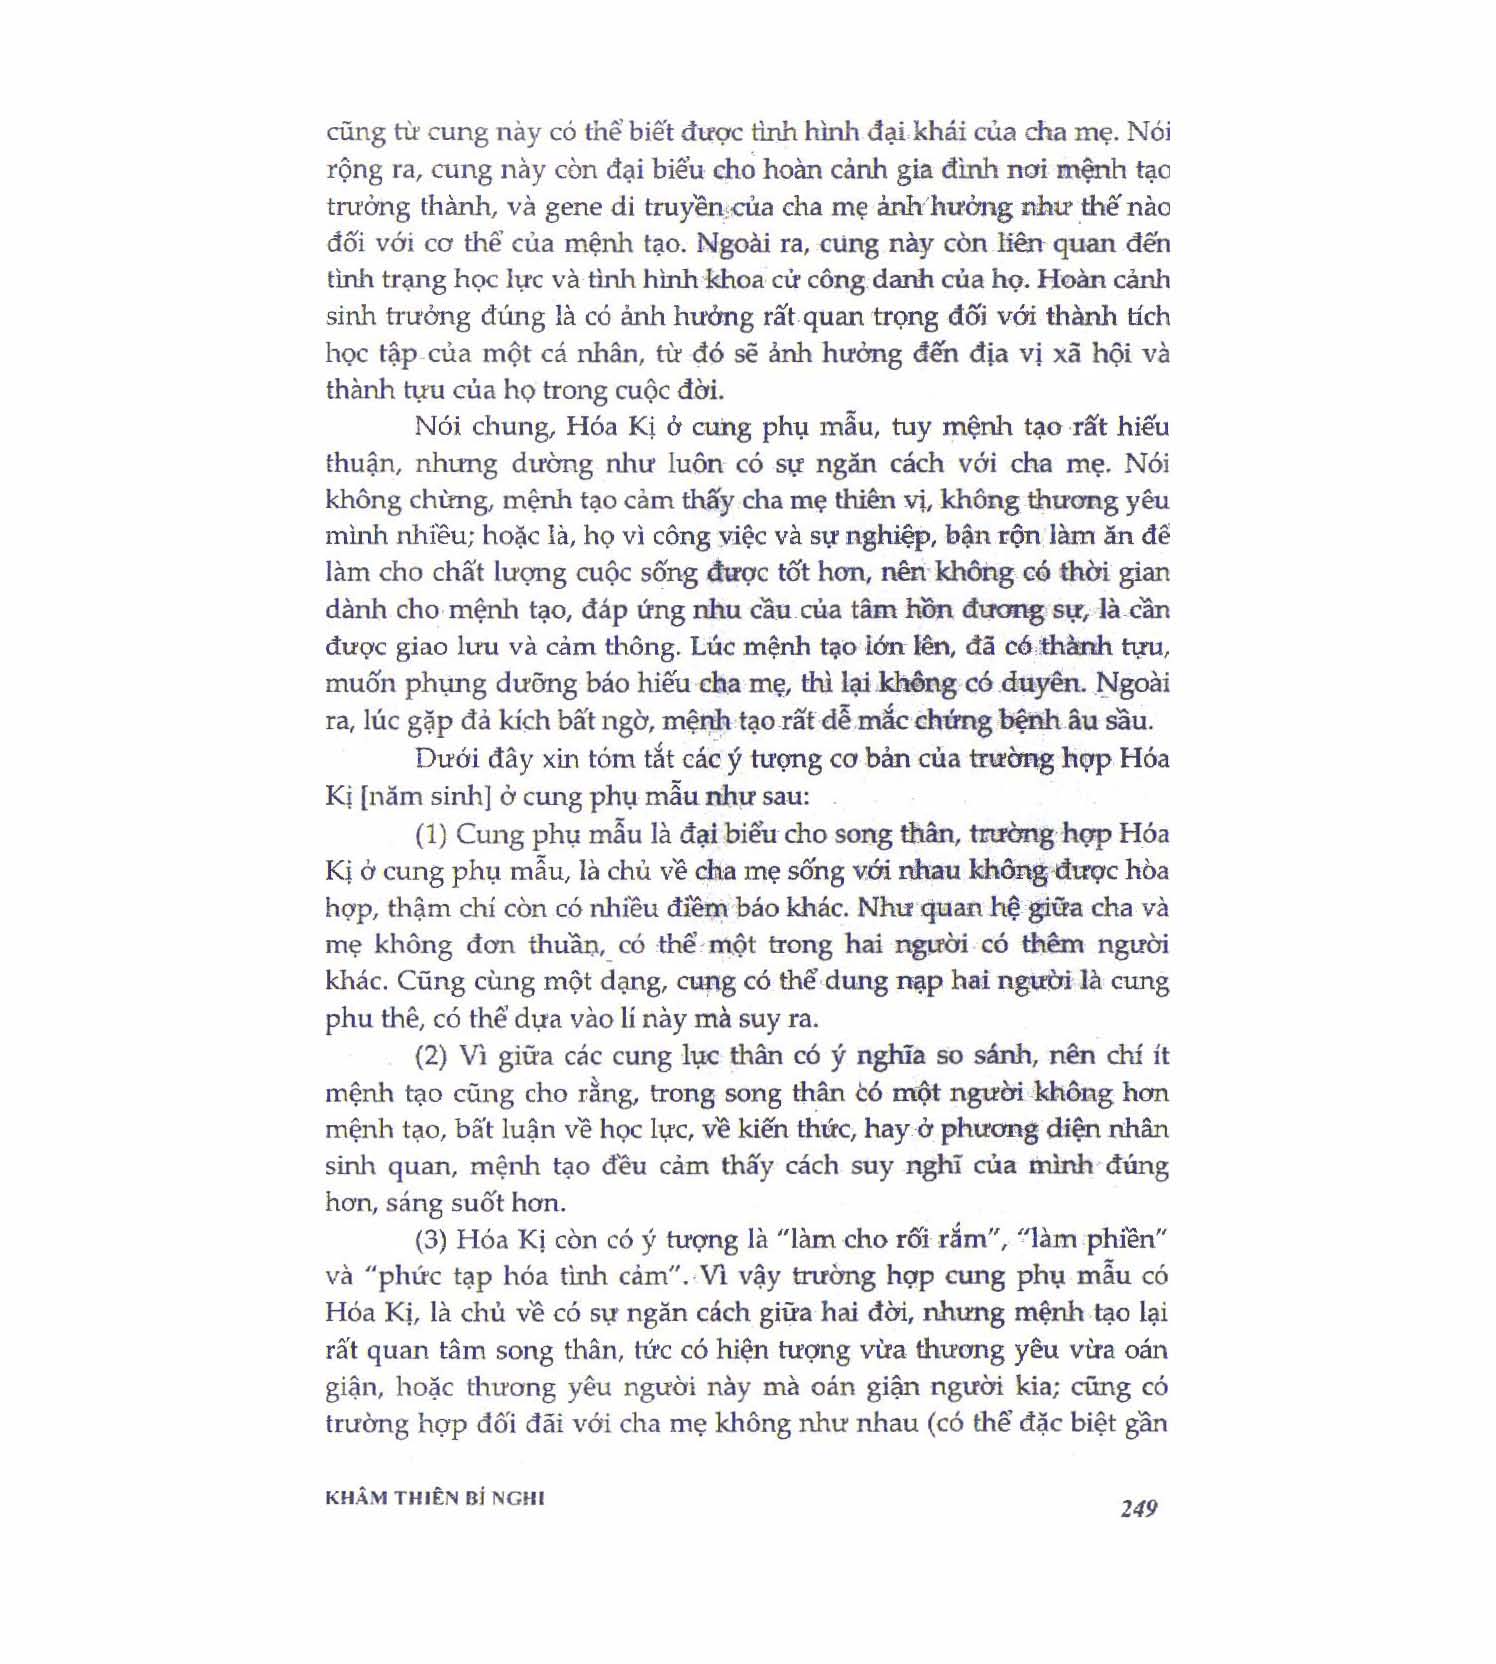 cũng từ cung này có thể biết được tình hình đại khái của cha mẹ. Nói
rộng ra, cung này còn đại biểu cho hoàn cảnh gia đình nơi mệnh tạo
trưởng thành, và gene di truyền của cha mẹ ảnh hưởng như thế nào
đối với cơ thể của mệnh tạo. Ngoài ra, cung này còn liên quan đến
tình trạng học lực và tình hình khoa cử công danh của họ. Hoàn cảnh
sinh trưởng đúng là có ảnh hưởng rất quan trọng đối với thành tích
học tập của một cá nhân, từ đó sẽ ảnh hưởng đến địa vị xã hội và
thành tựu của họ trong cuộc đời.
Nói chung, Hóa Kị ở cung phụ mẫu, tuy mệnh tạo rất hiếu
thuận, nhưng dường như luôn có sự ngăn cách với cha mẹ. Nói
không chừng, mệnh tạo cảm thấy cha mẹ thiên vị, không thương yêu
mình nhiều; hoặc là, họ vì công việc và sự nghiệp, bận rộn làm ăn để
làm cho chất lượng cuộc sống được tốt hơn, nên không có thời gian
dành cho mệnh tạo, đáp ứng nhu cầu của tâm hồn đương sự, là cần
được giao lưu và cảm thông. Lúc mệnh tạo lớn lên, đã có thành tựu,
muốn phụng dưỡng báo hiếu cha mẹ, thì lại không có duyên. Ngoài
ra, lúc gặp đả kích bất ngờ, mệnh tạo rất dễ mắc chứng bệnh âu sầu.
Dưới đây xin tóm tắt các ý tượng cơ bản của trường hợp Hóa
Kị [năm sinh] ở cung phụ mẫu như sau:
(1) Cung phụ mẫu là đại biểu cho song thân, trường hợp Hóa
Kị ở cung phụ mẫu, là chủ về cha mẹ sống với nhau không được hòa
hợp, thậm chí còn có nhiều điềm báo khác. Như quan hệ giữa cha và
mẹ không đơn thuần, có thể một trong hai người có thêm người
khác. Cũng cùng một dạng, cung có thể dung nạp hai người là cung
phu thê, có thể dựa vào lí này mà suy ra.
(2) Vì giữa các cung lục thân có ý nghĩa so sánh, nên chí ít
mệnh tạo cũng cho rằng, trong song thân có một người không hơn
mệnh tạo, bất luận về học lực, về kiến thức, hay ở phương diện nhân
sinh quan, mệnh tạo đều cảm thấy cách suy nghĩ của mình đúng
hơn, sáng suốt hơn.
(3) Hóa Kị còn có ý tượng là "làm cho rối rắm", "làm phiền"
và "phức tạp hóa tình cảm". Vì vậy trường hợp cung phụ mẫu có
Hóa Kị, là chủ về có sự ngăn cách giữa hai đời, nhưng mệnh tạo lại
rất quan tâm song thân, tức có hiện tượng vừa thương yêu vừa oán
giận, hoặc thương yêu người này mà oán giận người kia; cũng có
trường hợp đối đãi với cha mẹ không như nhau (có thể đặc biệt gần
KHÂM THIÊN BÍ NGHI
249